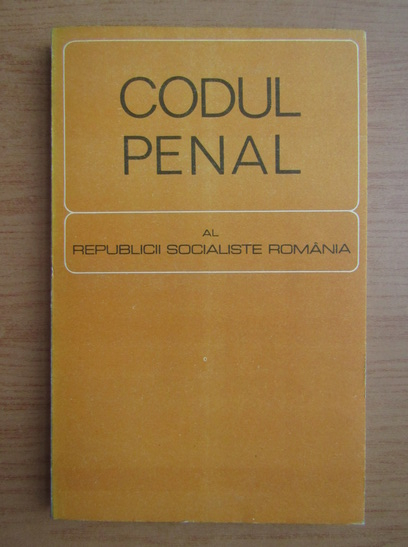 CODUL
PENAL
AL
REPUBLICII SOCIALISTE ROMÂNIA